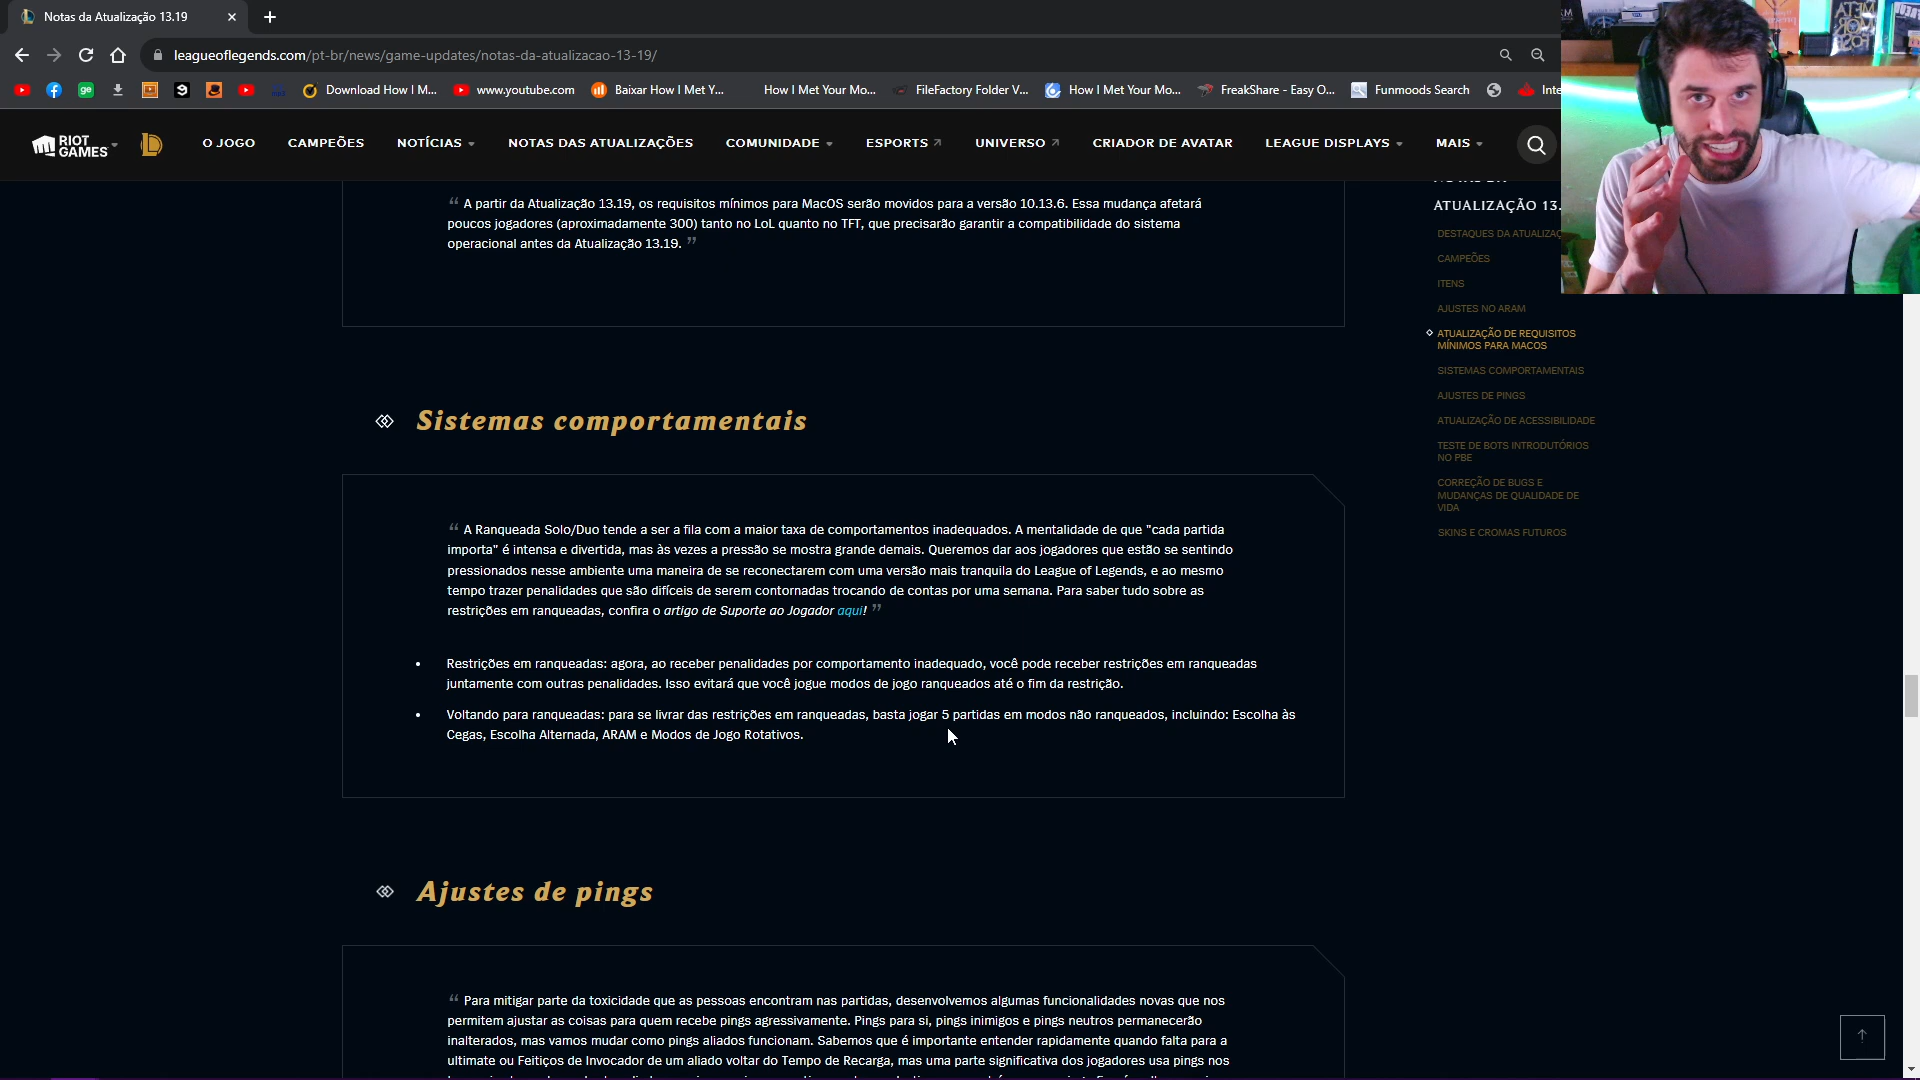 Notas da Atualização 13.19
leagueoflegends.com/pt-br/news/game-updates/notas-da-atualizacao-13-19/
Download How I M...
www.youtube.com
Baixar How I Met Y...
How I Met Your Mo...
FileFactory Folder V...
How I Met Your Mo...
FreakShare - Easy O...
Funmoods Search
Inte
RIOT GAMES
O JOGO
CAMPEÕES
NOTÍCIAS
NOTAS DAS ATUALIZAÇÕES
COMUNIDADE
ESPORTS
UNIVERSO
CRIADOR DE AVATAR
LEAGUE DISPLAYS
MAIS
“ A partir da Atualização 13.19, os requisitos mínimos para MacOS serão movidos para a versão 10.13.6. Essa mudança afetará
poucos jogadores (aproximadamente 300) tanto no LoL quanto no TFT, que precisarão garantir a compatibilidade do sistema
operacional antes da Atualização 13.19. ”
Sistemas comportamentais
“ A Ranqueada Solo/Duo tende a ser a fila com a maior taxa de comportamentos inadequados. A mentalidade de que "cada partida
importa" é intensa e divertida, mas às vezes a pressão se mostra grande demais. Queremos dar aos jogadores que estão se sentindo
pressionados nesse ambiente uma maneira de se reconectarem com uma versão mais tranquila do League of Legends, e ao mesmo
tempo trazer penalidades que são difíceis de serem contornadas trocando de contas por uma semana. Para saber tudo sobre as
restrições em ranqueadas, confira o artigo de Suporte ao Jogador aqui! ”
• Restrições em ranqueadas: agora, ao receber penalidades por comportamento inadequado, você pode receber restrições em ranqueadas
juntamente com outras penalidades. Isso evitará que você jogue modos de jogo ranqueados até o fim da restrição.
• Voltando para ranqueadas: para se livrar das restrições em ranqueadas, basta jogar 5 partidas em modos não ranqueados, incluindo: Escolha às
Cegas, Escolha Alternada, ARAM e Modos de Jogo Rotativos.
Ajustes de pings
“ Para mitigar parte da toxicidade que as pessoas encontram nas partidas, desenvolvemos algumas funcionalidades novas que nos
permitem ajustar as coisas para quem recebe pings agressivamente. Pings para si, pings inimigos e pings neutros permanecerão
inalterados, mas vamos mudar como pings aliados funcionam. Sabemos que é importante entender rapidamente quando falta para a
ultimate ou Feitiços de Invocador de um aliado voltar do Tempo de Recarga, mas uma parte significativa dos jogadores usa pings nos
ATUALIZAÇÃO 13.
DESTAQUES DA ATUALIZAÇ
CAMPEÕES
ITENS
AJUSTES NO ARAM
ATUALIZAÇÃO DE REQUISITOS
MÍNIMOS PARA MACOS
SISTEMAS COMPORTAMENTAIS
AJUSTES DE PINGS
ATUALIZAÇÃO DE ACESSIBILIDADE
TESTE DE BOTS INTRODUTÓRIOS
NO PBE
CORREÇÃO DE BUGS E
MUDANÇAS DE QUALIDADE DE
VIDA
SKINS E CROMAS FUTUROS